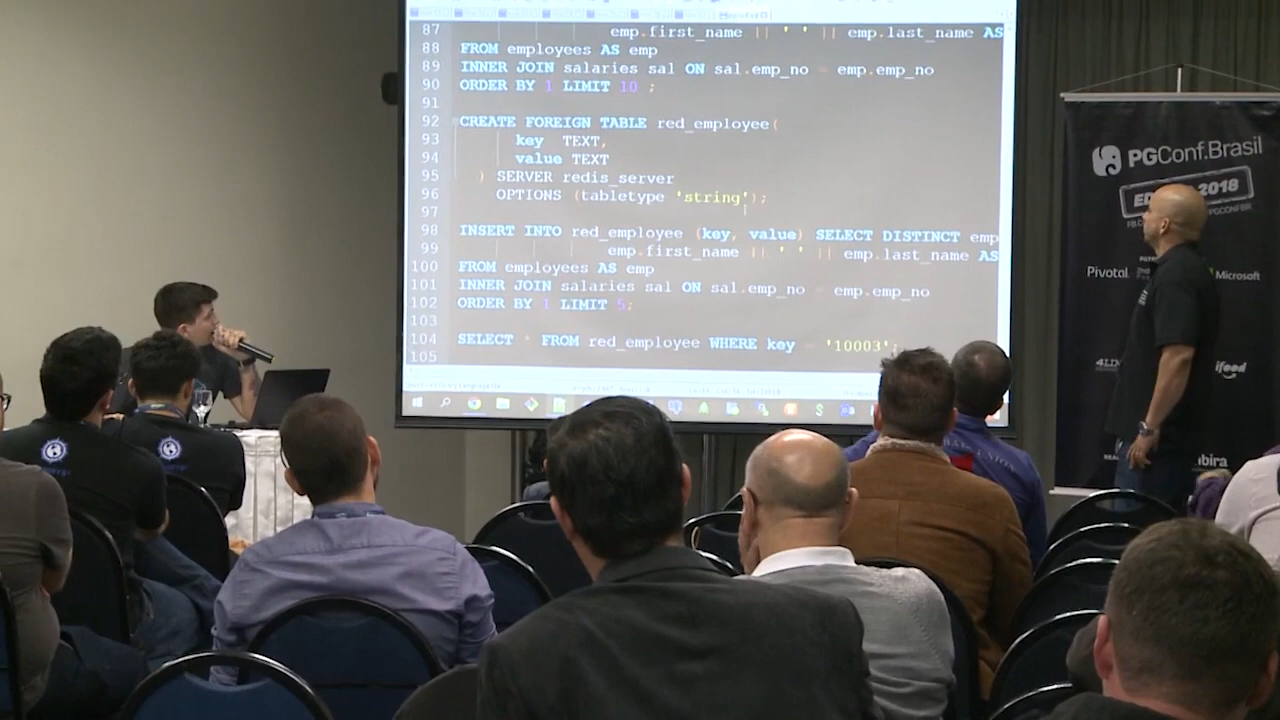 87 emp.first_name || ' ' || emp.last_name AS
88 FROM employees AS emp
89 INNER JOIN salaries sal ON sal.emp_no = emp.emp_no
90 ORDER BY 1 LIMIT 10 ;
91
92 CREATE FOREIGN TABLE red_employee(
93 key TEXT,
94 value TEXT
95 ) SERVER redis_server
96 OPTIONS (tabletype 'string');
97
98 INSERT INTO red_employee (key, value) SELECT DISTINCT emp
99 emp.first_name || ' ' || emp.last_name AS
100 FROM employees AS emp
101 INNER JOIN salaries sal ON sal.emp_no = emp.emp_no
102 ORDER BY 1 LIMIT 5;
103
104 SELECT * FROM red_employee WHERE key = '10003';
105
PGConf.Brasil
2018
Pivotal
Microsoft
ifood